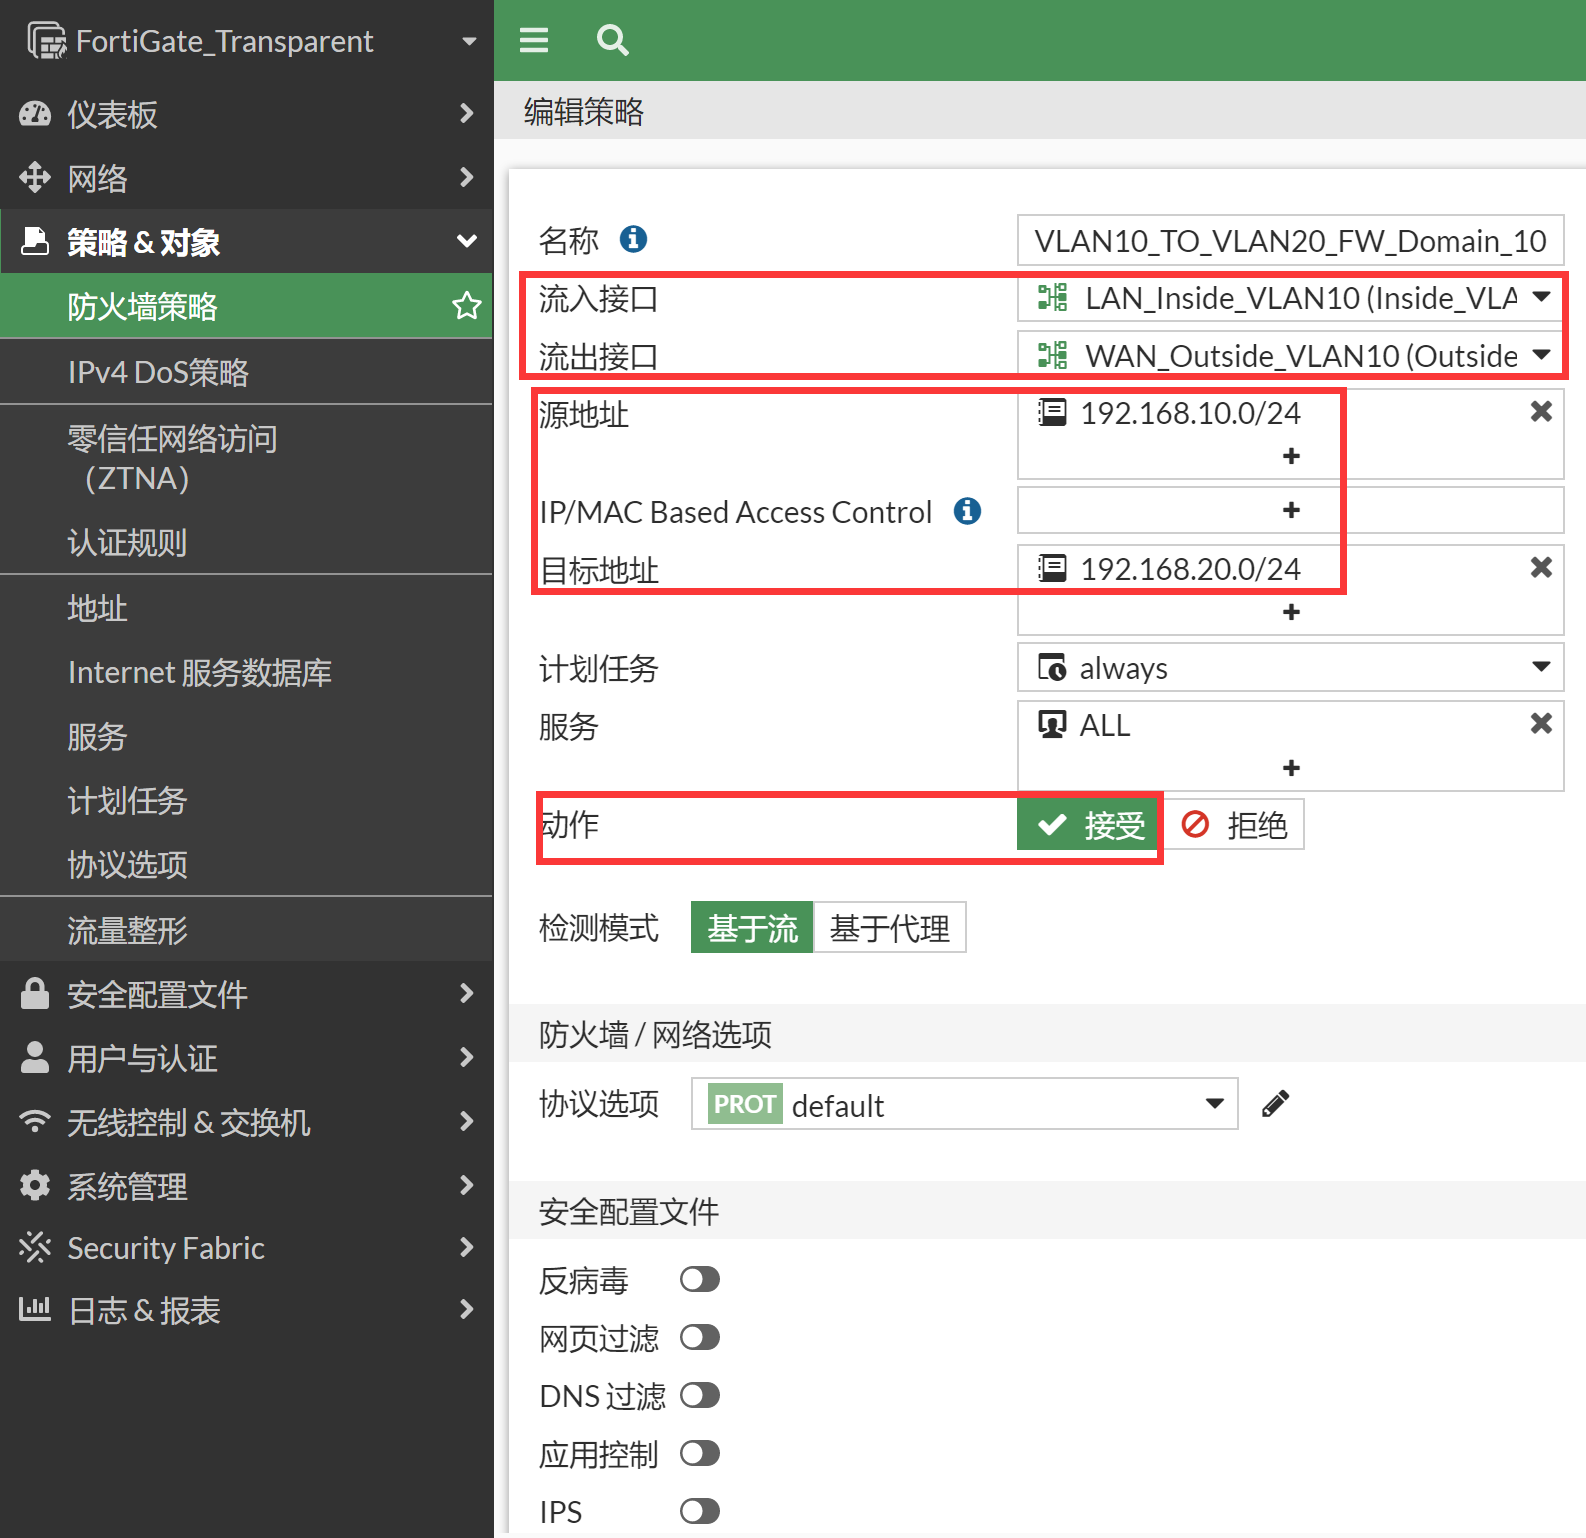 FortiGate_Transparent
仪表板
网络
策略 & 对象
防火墙策略
IPv4 DoS策略
零信任网络访问
（ZTNA）
认证规则
地址
Internet 服务数据库
服务
计划任务
协议选项
流量整形
安全配置文件
用户与认证
无线控制 & 交换机
系统管理
Security Fabric
日志 & 报表
编辑策略
名称 VLAN10_TO_VLAN20_FW_Domain_10
流入接口 LAN_Inside_VLAN10 (Inside_VLA
流出接口 WAN_Outside_VLAN10 (Outside
源地址 192.168.10.0/24
+
IP/MAC Based Access Control +
目标地址 192.168.20.0/24
+
计划任务 always
服务 ALL
+
动作 接受 拒绝
检测模式 基于流 基于代理
防火墙 / 网络选项
协议选项 PROT default
安全配置文件
反病毒
网页过滤
DNS 过滤
应用控制
IPS